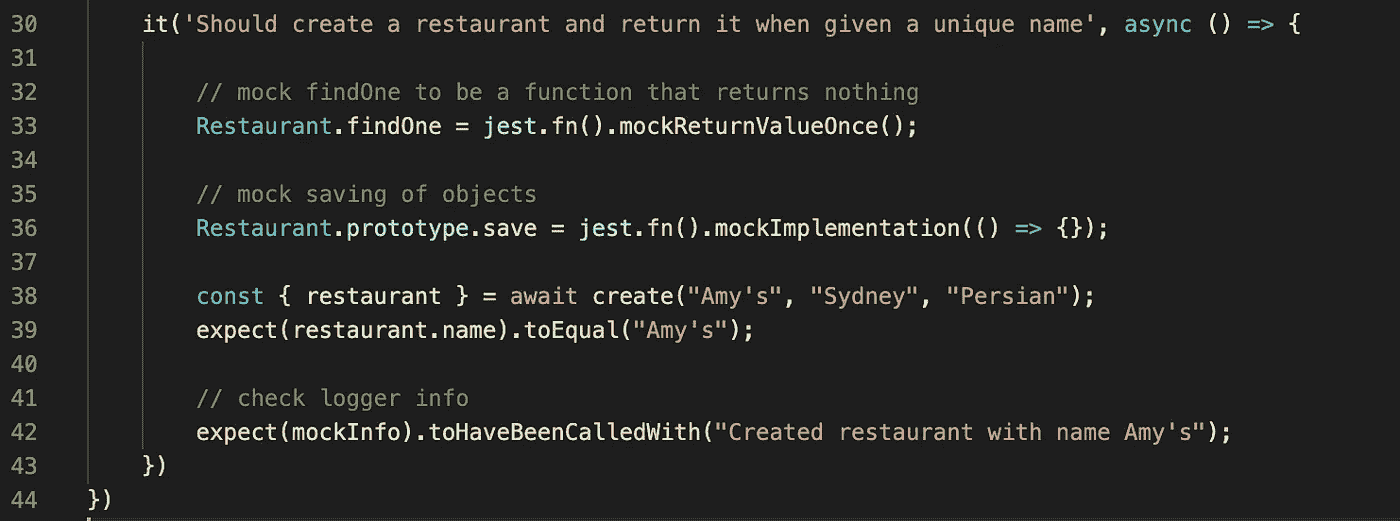 30 it('Should create a restaurant and return it when given a unique name', async () => {
31
32 // mock findOne to be a function that returns nothing
33 Restaurant.findOne = jest.fn().mockReturnValueOnce();
34
35 // mock saving of objects
36 Restaurant.prototype.save = jest.fn().mockImplementation(() => {});
37
38 const { restaurant } = await create("Amy's", "Sydney", "Persian");
39 expect(restaurant.name).toEqual("Amy's");
40
41 // check logger info
42 expect(mockInfo).toHaveBeenCalledWith("Created restaurant with name Amy's");
43 })
44 })